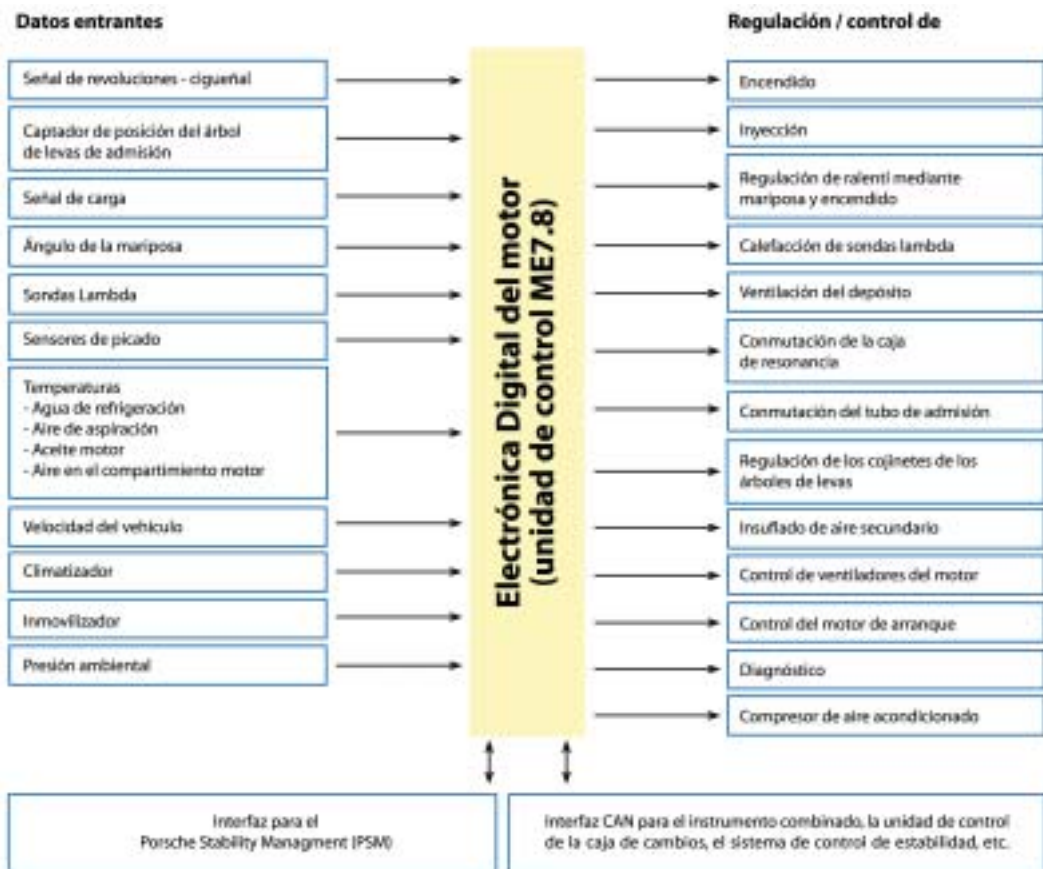 Datos entrantes
Señal de revoluciones - cigueñal
Captador de posición del árbol
de levas de admisión
Señal de carga
Ángulo de la mariposa
Sondas Lambda
Sensores de picado
Temperaturas
- Agua de refrigeración
- Aire de aspiración
- Aceite motor
- Aire en el compartimiento motor
Velocidad del vehículo
Climatizador
Inmovilizador
Presión ambiental
Electrónica Digital del motor
(unidad de control ME7.8)
Regulación / control de
Encendido
Inyección
Regulación de ralentí mediante
mariposa y encendido
Calefacción de sondas lambda
Ventilación del depósito
Conmutación de la caja
de resonancia
Conmutación del tubo de admisión
Regulación de los cojinetes de los
árboles de levas
Insuflado de aire secundario
Control de ventiladores del motor
Control del motor de arranque
Diagnóstico
Compresor de aire acondicionado
Interfaz para el
Porsche Stability Managment (PSM)
Interfaz CAN para el instrumento combinado, la unidad de control
de la caja de cambios, el sistema de control de estabilidad, etc.